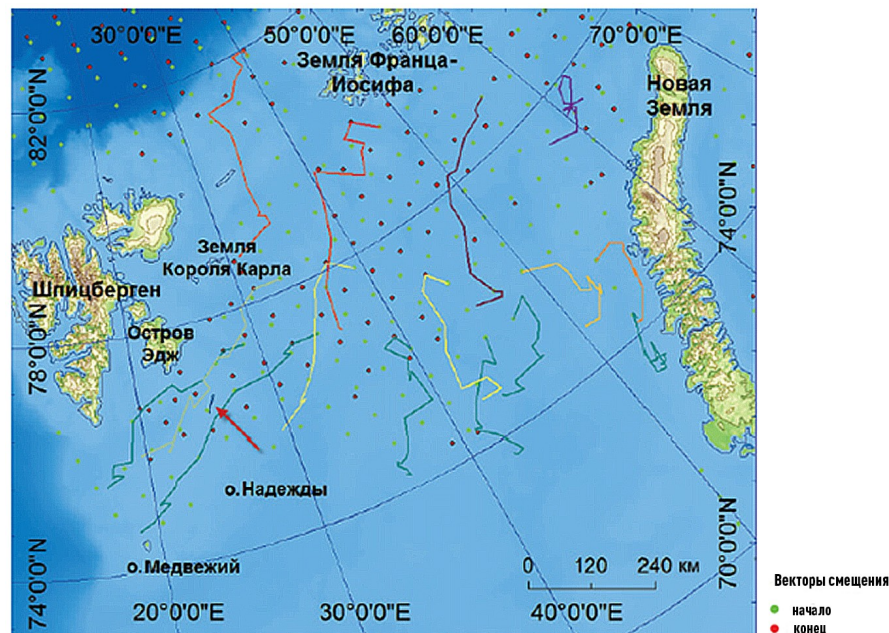 30°0'0"E
50°0'0"E
60°0'0"E
70°0'0"E
Земля Франца-
Иосифа
Новая
Земля
82°0'0"N
74°0'0"N
Земля
Короля Карла
Шпицберген
Остров
Эдж
78°0'0"N
о.Надежды
о.Медвежий
0 120 240 км
74°0'0"N
70°0'0"N
20°0'0"E
30°0'0"E
40°0'0"E
Векторы смещения
начало
конец